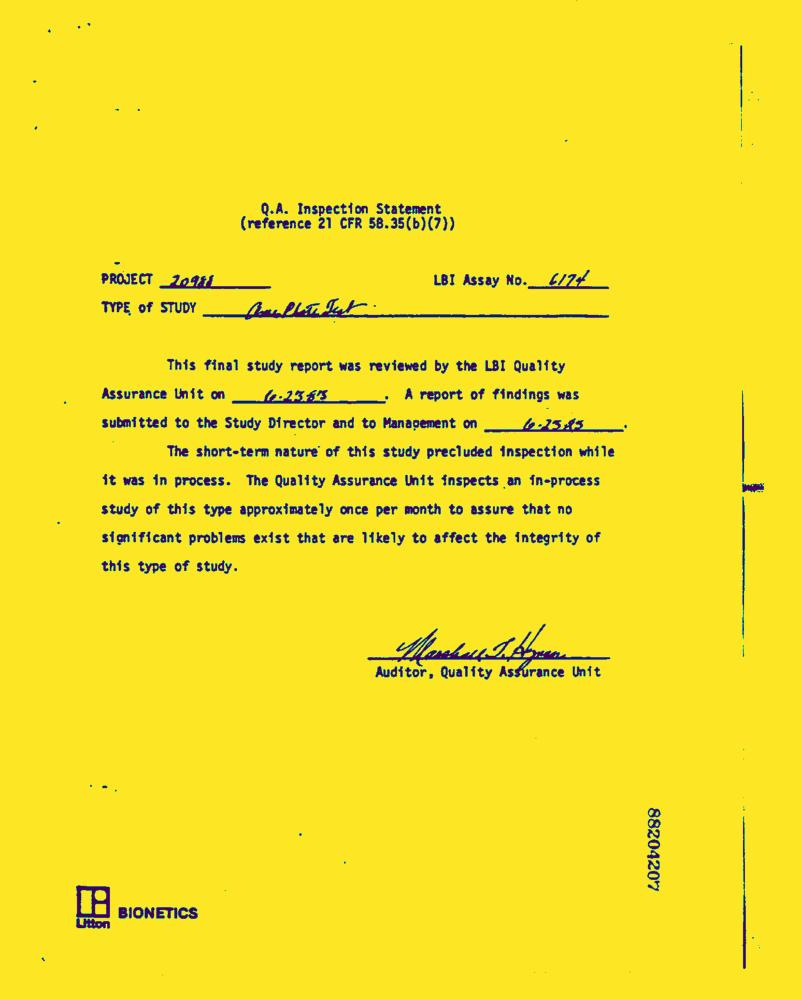 Q.A. Inspection Statement
(reference 21 CFR 58.35(b)(7))
PROJECT 20988 LBI Assay No. 6174
TYPE of STUDY Ames Plate Test
This final study report was reviewed by the LBI Quality
Assurance Unit on 6-23-83. A report of findings was
submitted to the Study Director and to Management on 6-23-83.
The short-term nature of this study precluded inspection while
it was in process. The Quality Assurance Unit inspects an in-process
study of this type approximately once per month to assure that no
significant problems exist that are likely to affect the integrity of
this type of study.
Marshall
Auditor, Quality Assurance Unit
88204207
Litton
BIONETICS